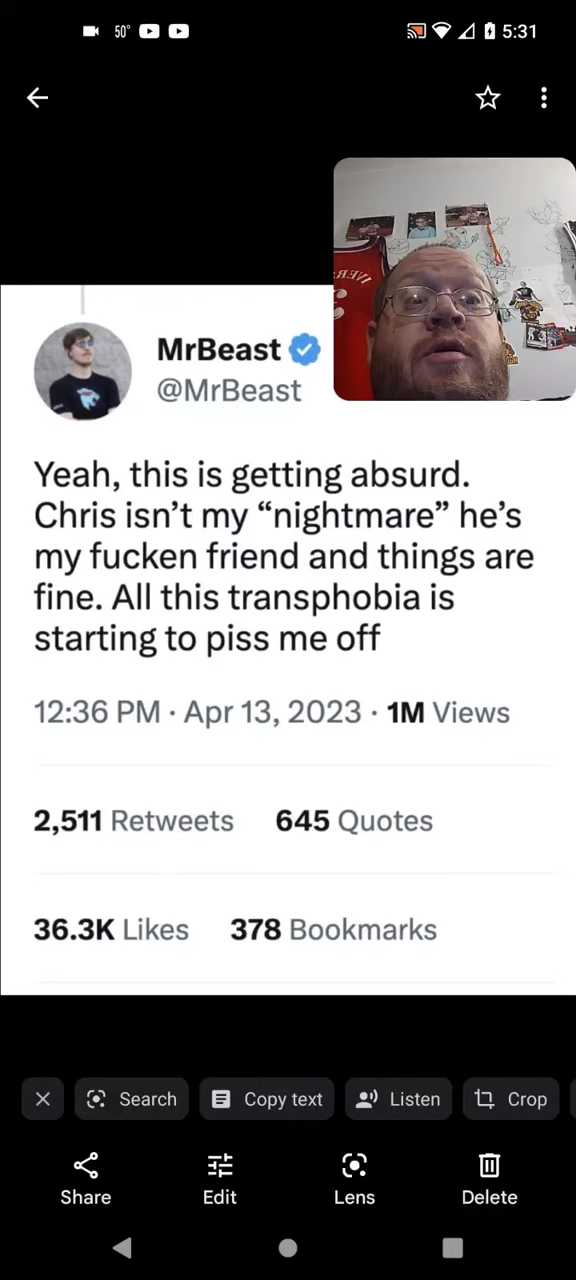 50° 5:31
MrBeast
@MrBeast
Yeah, this is getting absurd.
Chris isn’t my “nightmare” he’s
my fucken friend and things are
fine. All this transphobia is
starting to piss me off
12:36 PM · Apr 13, 2023 · 1M Views
2,511 Retweets 645 Quotes
36.3K Likes 378 Bookmarks
Search Copy text Listen Crop
Share Edit Lens Delete